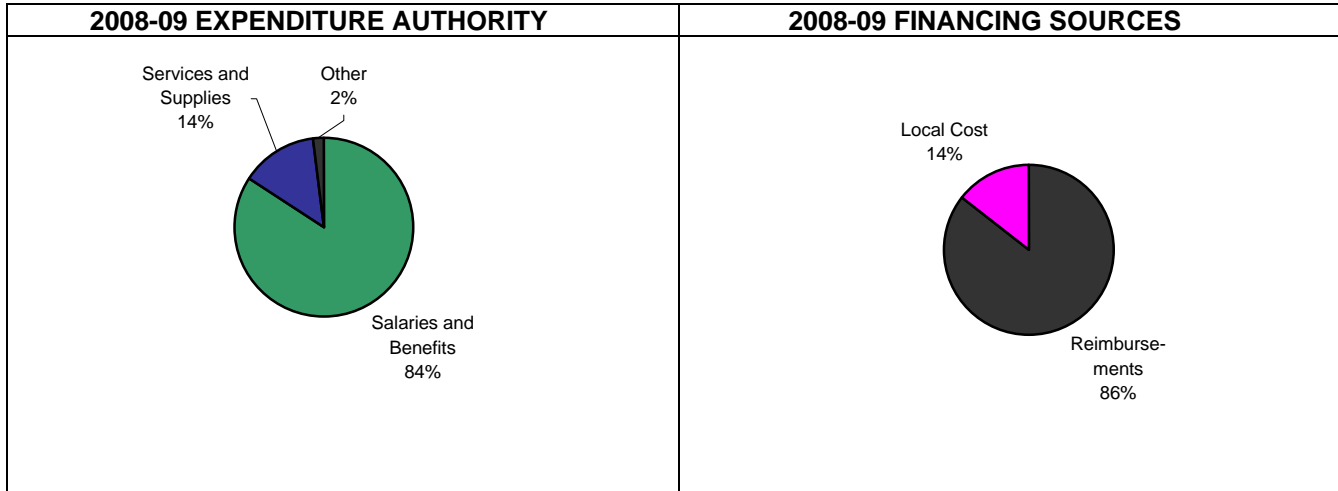 2008-09 EXPENDITURE AUTHORITY
Services and
Supplies
14%
Other
2%
Salaries and
Benefits
84%
2008-09 FINANCING SOURCES
Local Cost
14%
Reimburse-
ments
86%